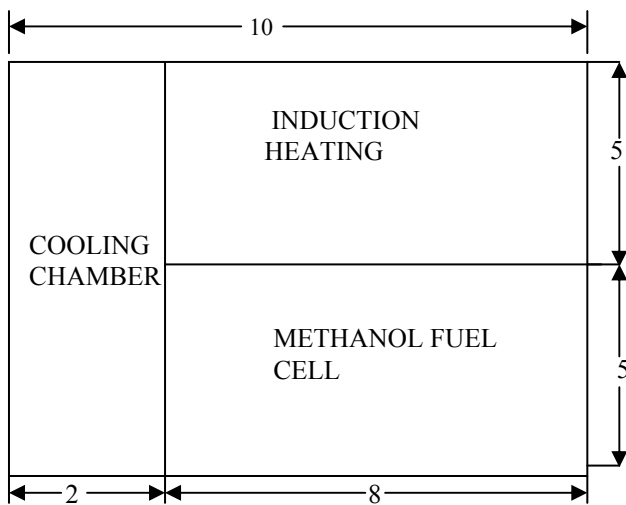 10
INDUCTION
HEATING
5
COOLING
CHAMBER
METHANOL FUEL
CELL
5
2
8